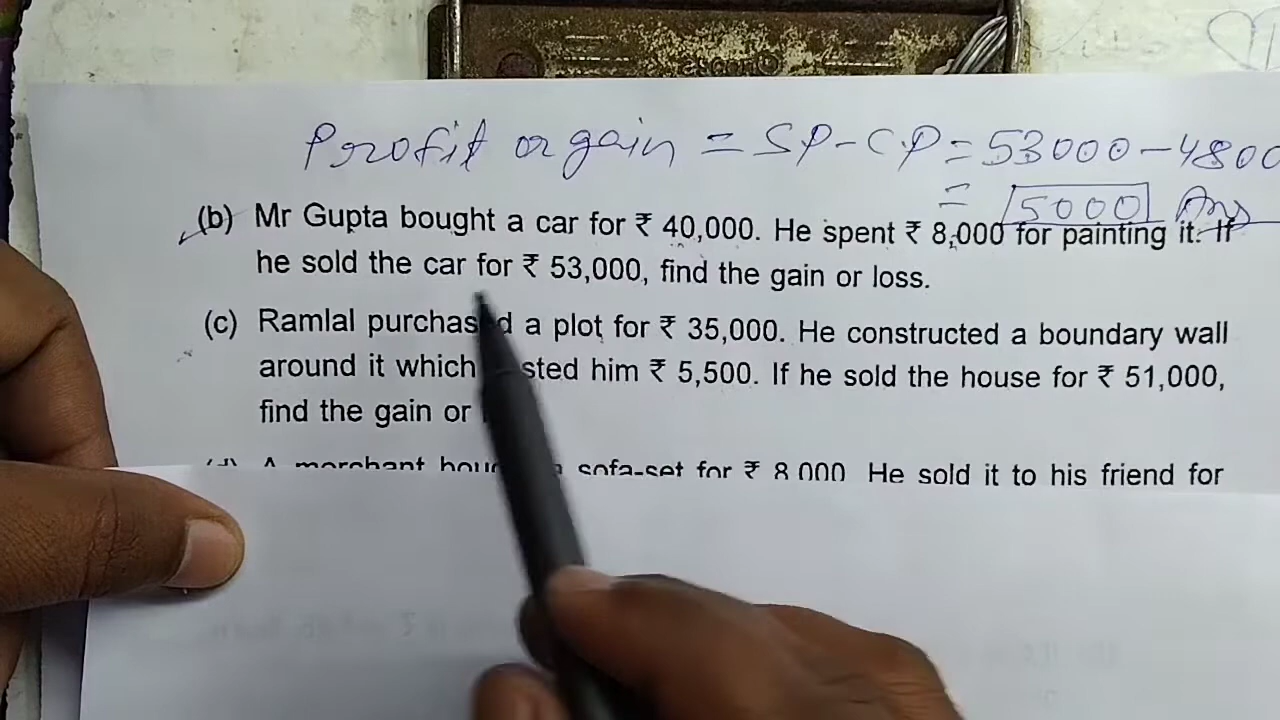 Profit or gain = SP-CP = 53000-4800
= 5000 Ans
(b) Mr Gupta bought a car for ₹ 40,000. He spent ₹ 8,000 for painting it. If
he sold the car for ₹ 53,000, find the gain or loss.
(c) Ramlal purchased a plot for ₹ 35,000. He constructed a boundary wall
around it which sted him ₹ 5,500. If he sold the house for ₹ 51,000,
find the gain or
(d) A merchant bou sofa-set for ₹ 8,000. He sold it to his friend for